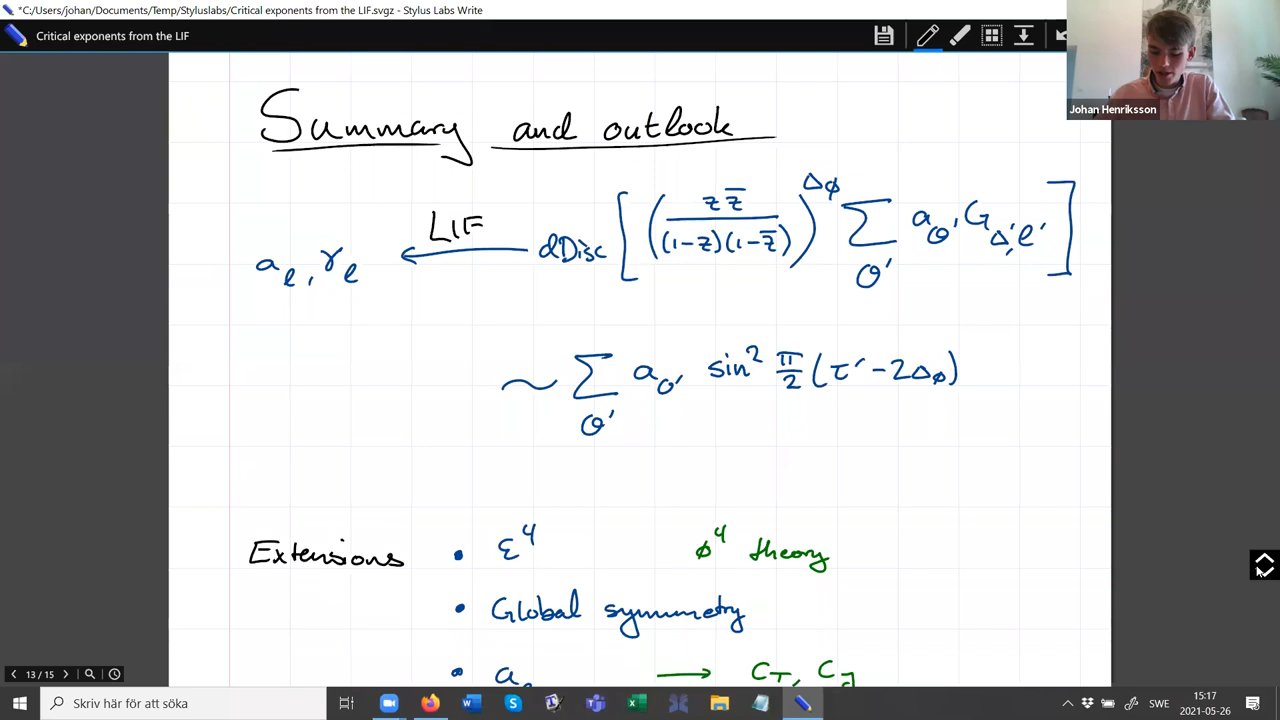 *C:/Users/johan/Documents/Temp/Styluslabs/Critical exponents from the LIF.svgz - Stylus Labs Write
Critical exponents from the LIF
Johan Henriksson
Summary and outlook
a_ℓ, γ_ℓ ← LIF dDisc [ ( z z̄ / (1-z)(1-z̄) )^Δφ Σ_O' a_O' G_Δ',ℓ' ]
~ Σ_O' a_O' sin² π/2 (τ' - 2Δφ)
Extensions • ε⁴ φ⁴ theory
• Global symmetry
• a_ℓ → C_T, C_J
13 / 15
Skriv här för att söka
SWE
15:17
2021-05-26